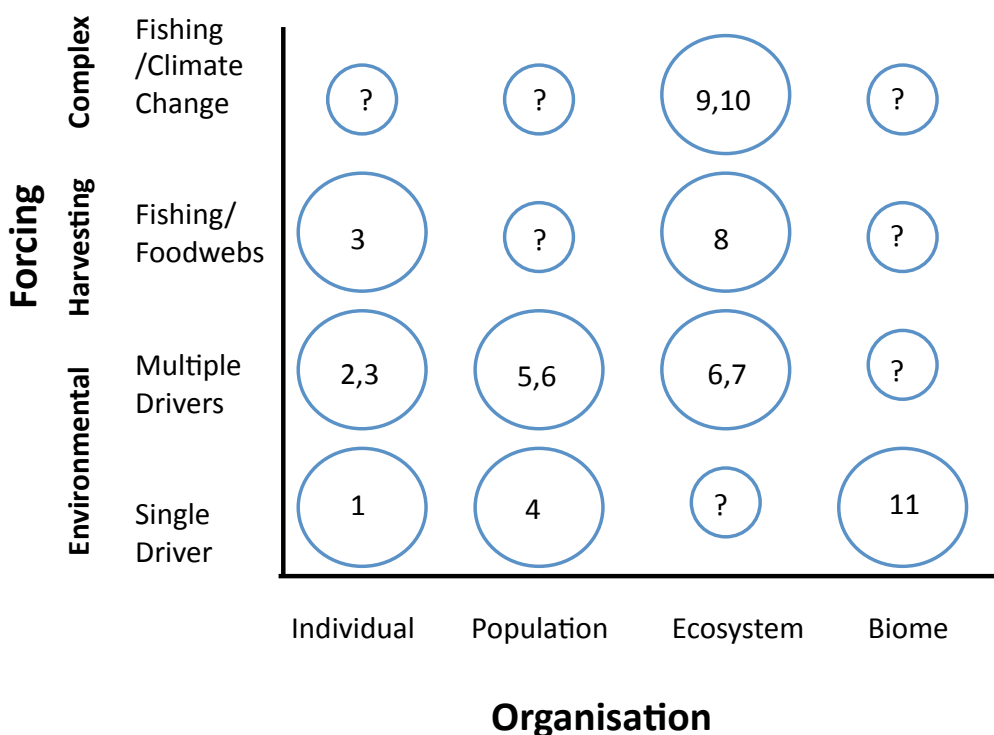 Forcing
Complex
Fishing
/Climate
Change
?
?
9,10
?
Harvesting
Fishing/
Foodwebs
3
?
8
?
Environmental
Multiple
Drivers
2,3
5,6
6,7
?
Single
Driver
1
4
?
11
Individual
Population
Ecosystem
Biome
Organisation